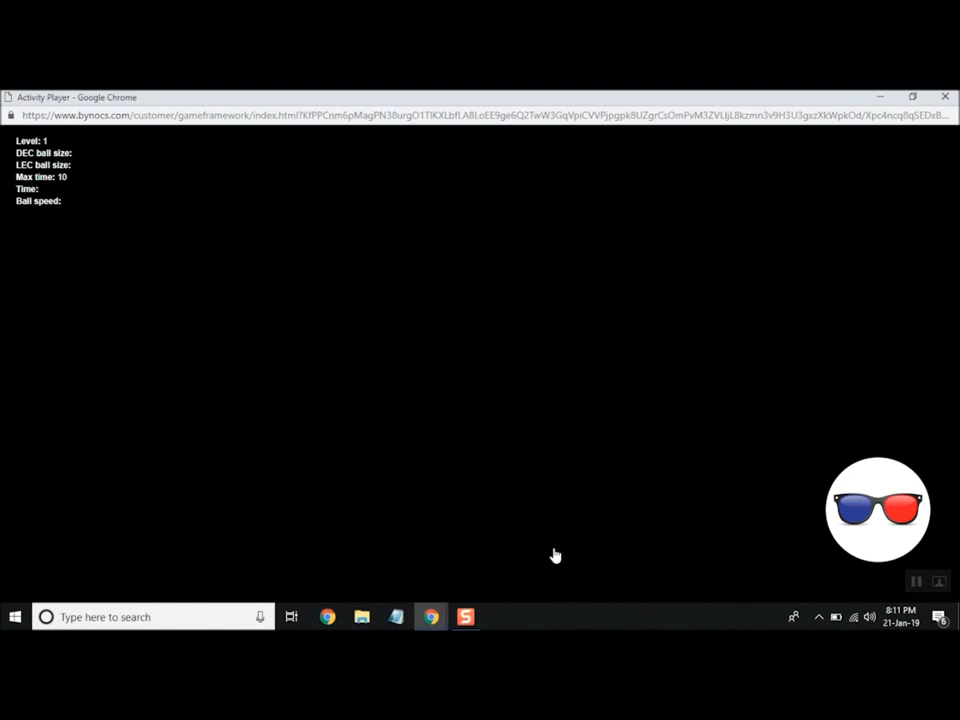 Activity Player - Google Chrome
Level: 1
DEC ball size:
LEC ball size:
Max time: 10
Time:
Ball speed:
Type here to search
8:11 PM
21-Jan-19
6